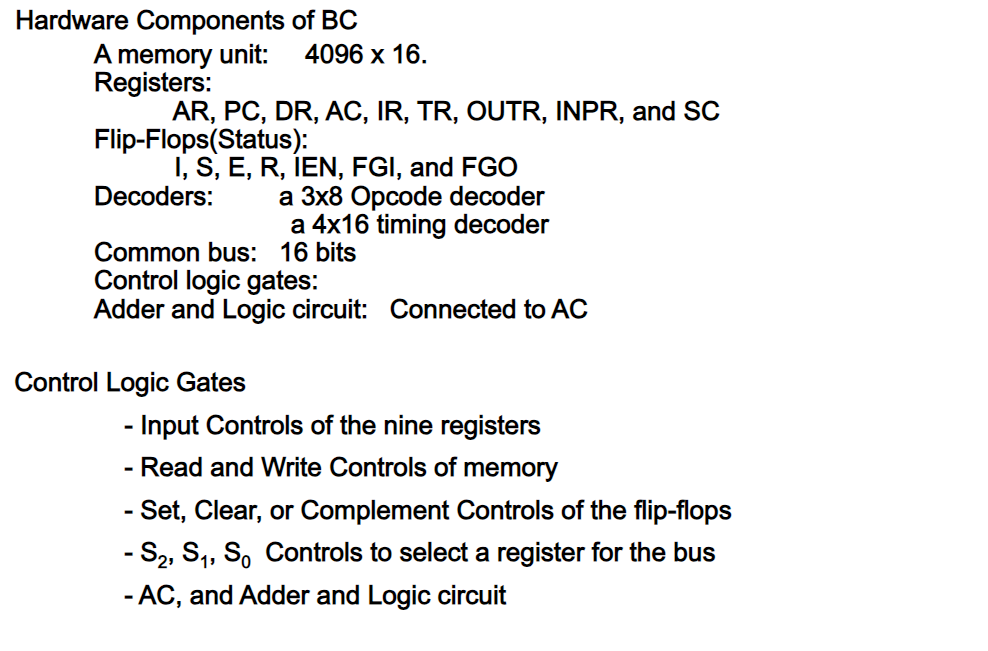 Hardware Components of BC
A memory unit: 4096 x 16.
Registers:
AR, PC, DR, AC, IR, TR, OUTR, INPR, and SC
Flip-Flops(Status):
I, S, E, R, IEN, FGI, and FGO
Decoders: a 3x8 Opcode decoder
a 4x16 timing decoder
Common bus: 16 bits
Control logic gates:
Adder and Logic circuit: Connected to AC
Control Logic Gates
- Input Controls of the nine registers
- Read and Write Controls of memory
- Set, Clear, or Complement Controls of the flip-flops
- S₂, S₁, S₀ Controls to select a register for the bus
- AC, and Adder and Logic circuit